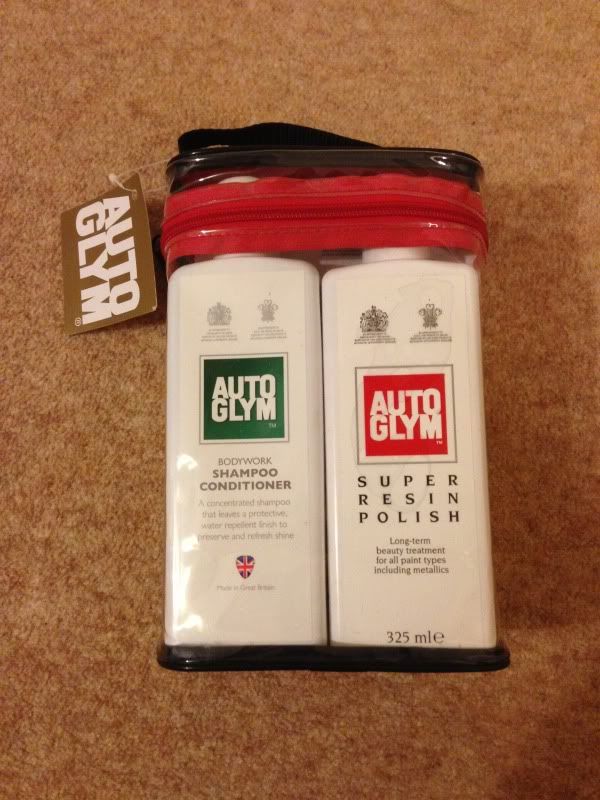 AUTO
GLYM
®
AUTO
GLYM
™
BODYWORK
SHAMPOO
CONDITIONER
A concentrated shampoo
that leaves a protective,
water repellent finish to
preserve and refresh shine
Made in Great Britain
AUTO
GLYM
™
SUPER
RESIN
POLISH
Long-term
beauty treatment
for all paint types
including metallics
325 ml℮